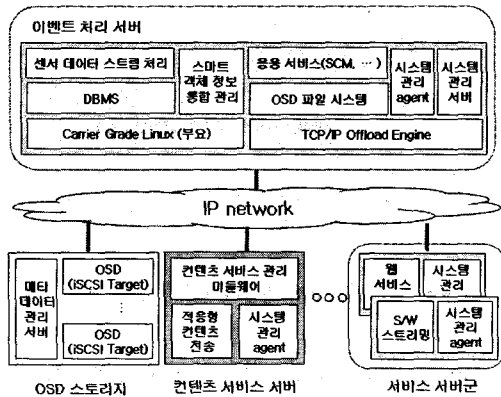 이벤트 처리 서버
센서 데이터 스트림 처리
DBMS
스마트
객체 정보
통합 관리
응용 서비스(SCM, …)
OSD 파일 시스템
시스템
관리
agent
시스템
관리
서버
Carrier Grade Linux (부요)
TCP/IP Offload Engine
IP network
메타
데이터
관리
서버
OSD
(iSCSI Target)
OSD
(iSCSI Target)
컨텐츠 서비스 관리
미들웨어
적응형
컨텐츠
전송
시스템
관리
agent
웹
서비스
시스템
관리
S/W
스트리밍
시스템
관리
agent
OSD 스토리지
컨텐츠 서비스 서버
서비스 서버군